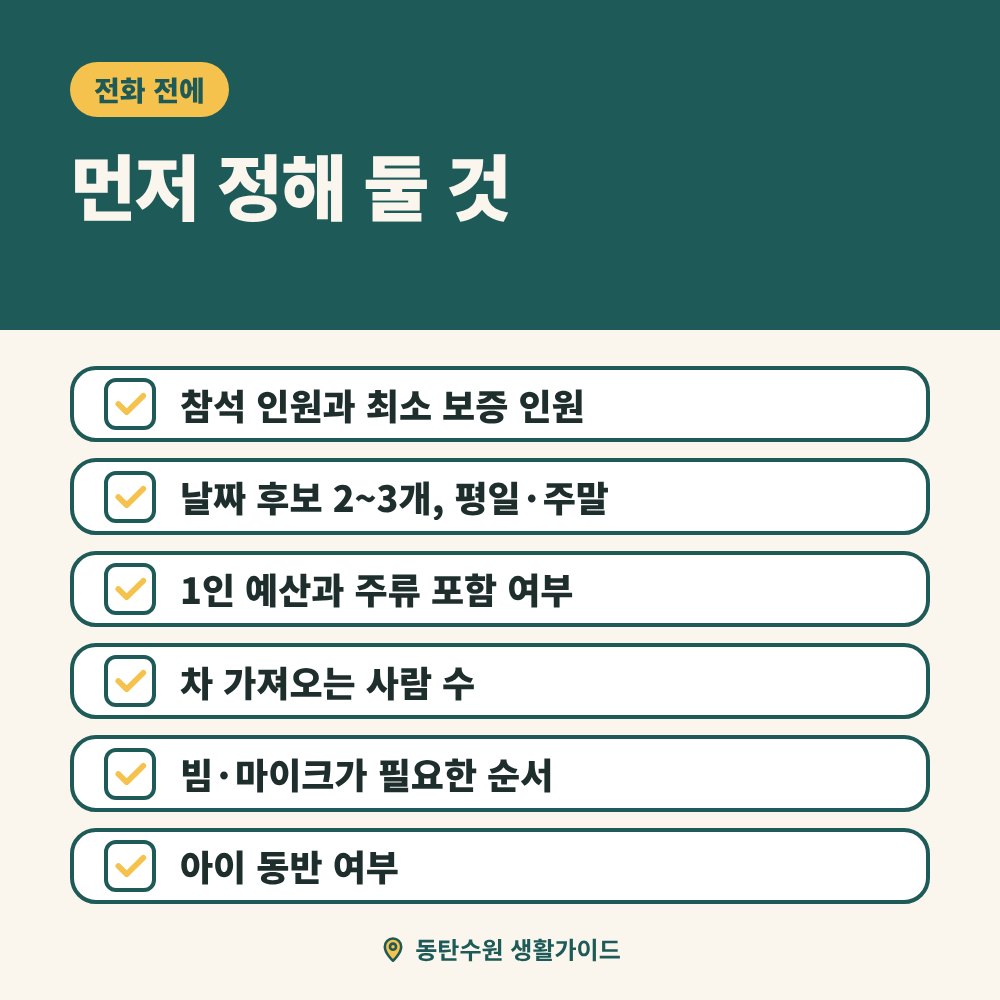 전화 전에
먼저 정해 둘 것
참석 인원과 최소 보증 인원
날짜 후보 2~3개, 평일·주말
1인 예산과 주류 포함 여부
차 가져오는 사람 수
빔·마이크가 필요한 순서
아이 동반 여부
동탄수원 생활가이드